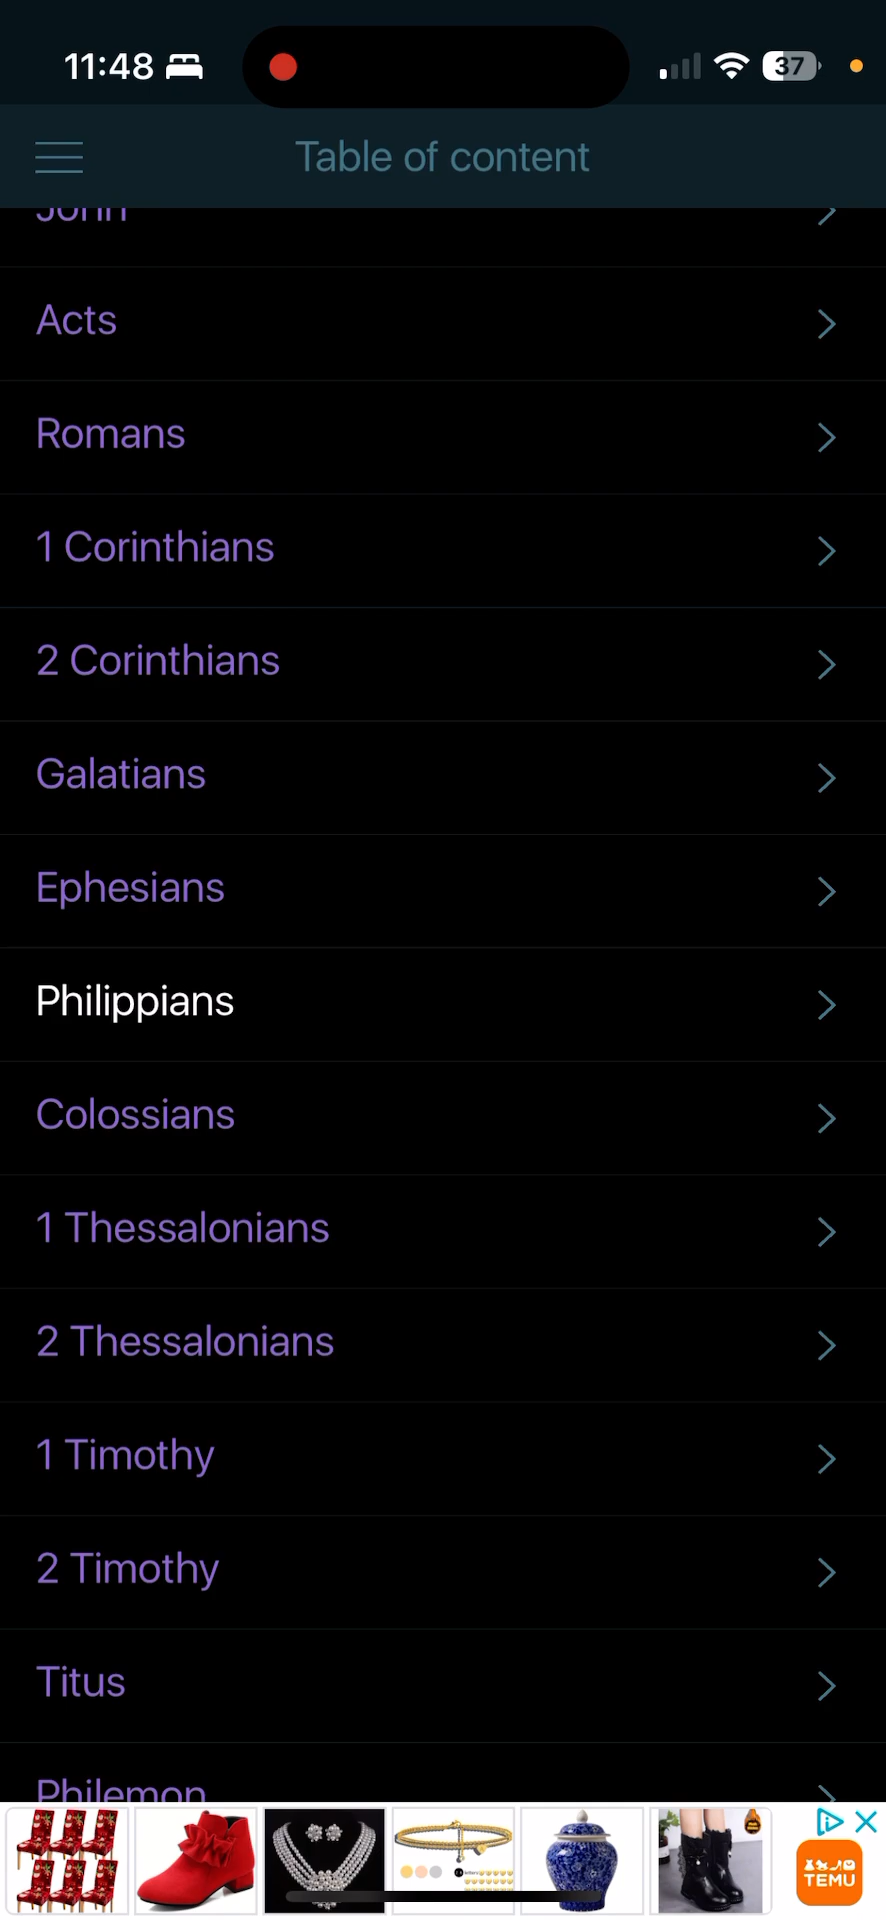 11:48
37
Table of content
John
Acts
Romans
1 Corinthians
2 Corinthians
Galatians
Ephesians
Philippians
Colossians
1 Thessalonians
2 Thessalonians
1 Timothy
2 Timothy
Titus
Philemon
TEMU